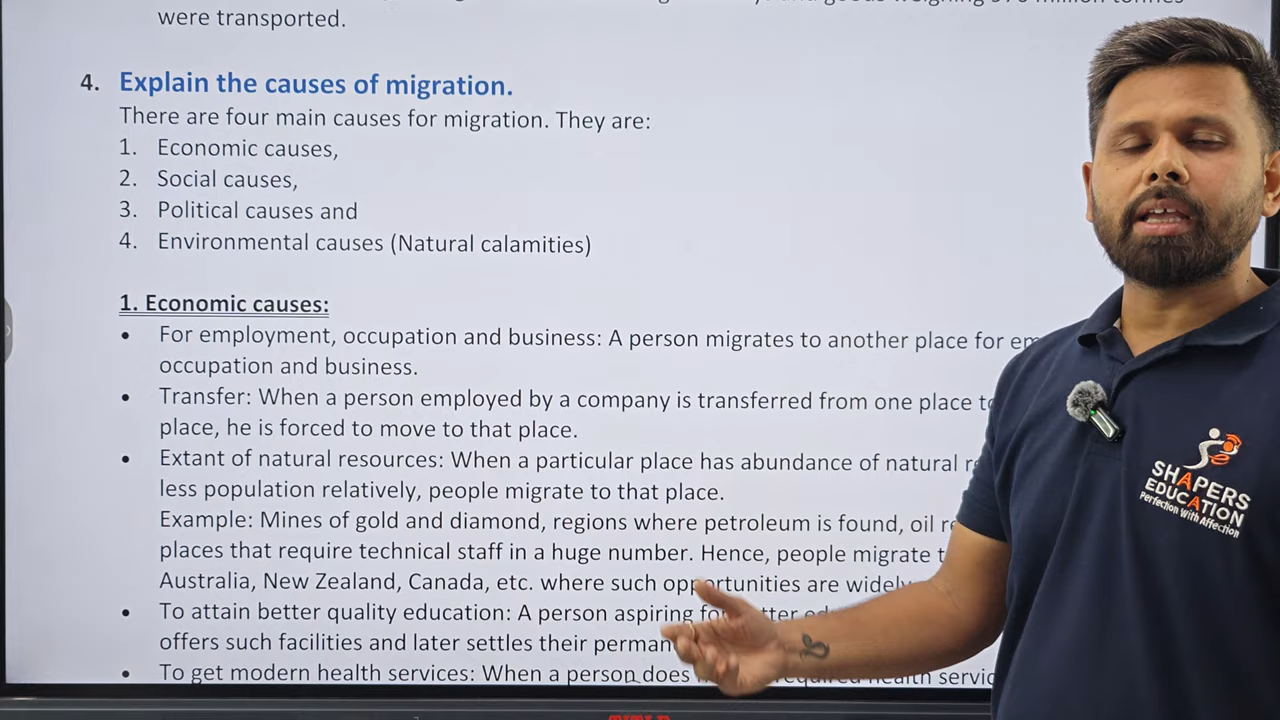 were transported.
4. Explain the causes of migration.
There are four main causes for migration. They are:
1. Economic causes,
2. Social causes,
3. Political causes and
4. Environmental causes (Natural calamities)
1. Economic causes:
• For employment, occupation and business: A person migrates to another place for
occupation and business.
• Transfer: When a person employed by a company is transferred from one place
place, he is forced to move to that place.
• Extant of natural resources: When a particular place has abundance of natural
less population relatively, people migrate to that place.
Example: Mines of gold and diamond, regions where petroleum is found, oil
places that require technical staff in a huge number. Hence, people migrate
Australia, New Zealand, Canada, etc. where such opportunities are widely
• To attain better quality education: A person aspiring
offers such facilities and later settles their
• To get modern health services: When a person does
SHAPERS
EDUCATION
Perfection With Affection